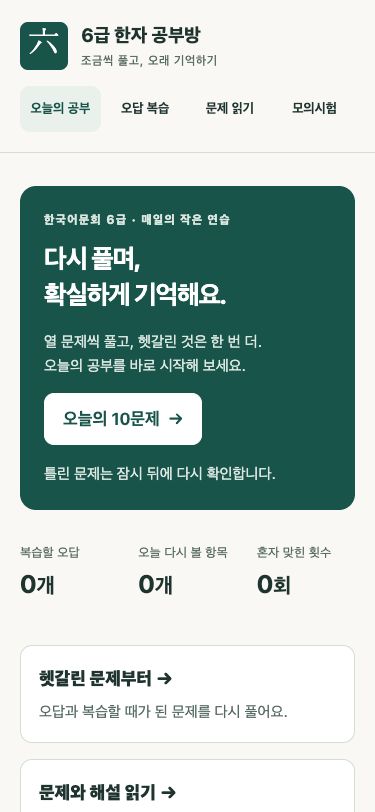 六
6급 한자 공부방
조금씩 풀고, 오래 기억하기
오늘의 공부
오답 복습
문제 읽기
모의시험
한국어문회 6급 · 매일의 작은 연습
다시 풀며,
확실하게 기억해요.
열 문제씩 풀고, 헷갈린 것은 한 번 더.
오늘의 공부를 바로 시작해 보세요.
오늘의 10문제 →
틀린 문제는 잠시 뒤에 다시 확인합니다.
복습할 오답
오늘 다시 볼 항목
혼자 맞힌 횟수
0개
0개
0회
헷갈린 문제부터 →
오답과 복습할 때가 된 문제를 다시 풀어요.
문제와 해설 읽기 →